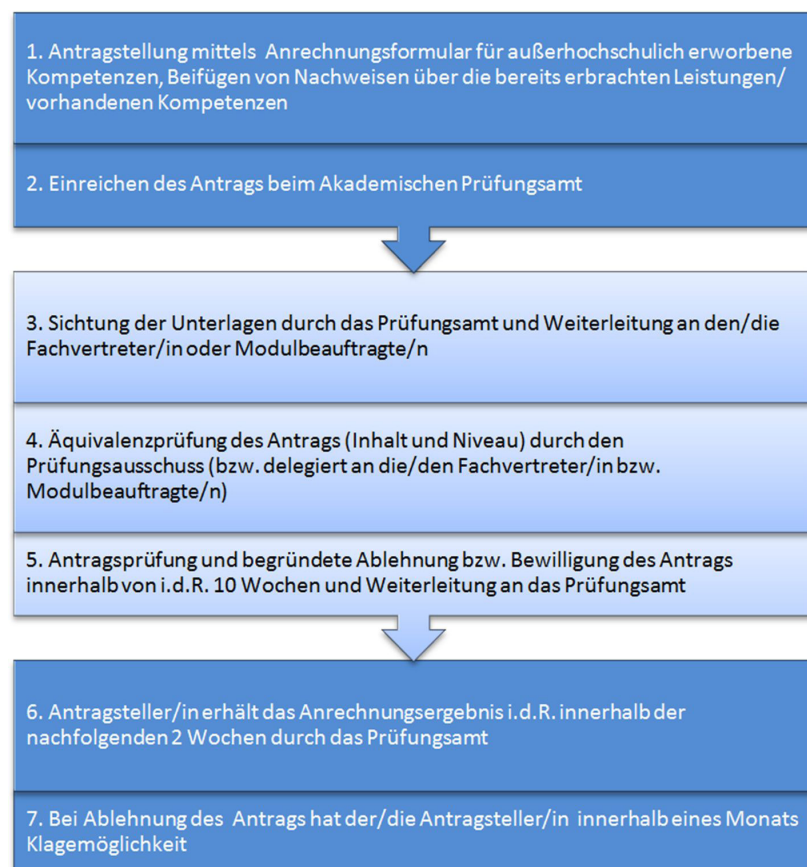 1. Antragstellung mittels Anrechnungsformular für außerhochschulich erworbene
Kompetenzen, Beifügen von Nachweisen über die bereits erbrachten Leistungen/
vorhandenen Kompetenzen
2. Einreichen des Antrags beim Akademischen Prüfungsamt
3. Sichtung der Unterlagen durch das Prüfungsamt und Weiterleitung an den/die
Fachvertreter/in oder Modulbeauftragte/n
4. Äquivalenzprüfung des Antrags (Inhalt und Niveau) durch den
Prüfungsausschuss (bzw. delegiert an die/den Fachvertreter/in bzw.
Modulbeauftragte/n)
5. Antragsprüfung und begründete Ablehnung bzw. Bewilligung des Antrags
innerhalb von i.d.R. 10 Wochen und Weiterleitung an das Prüfungsamt
6. Antragsteller/in erhält das Anrechnungsergebnis i.d.R. innerhalb der
nachfolgenden 2 Wochen durch das Prüfungsamt
7. Bei Ablehnung des Antrags hat der/die Antragsteller/in innerhalb eines Monats
Klagemöglichkeit